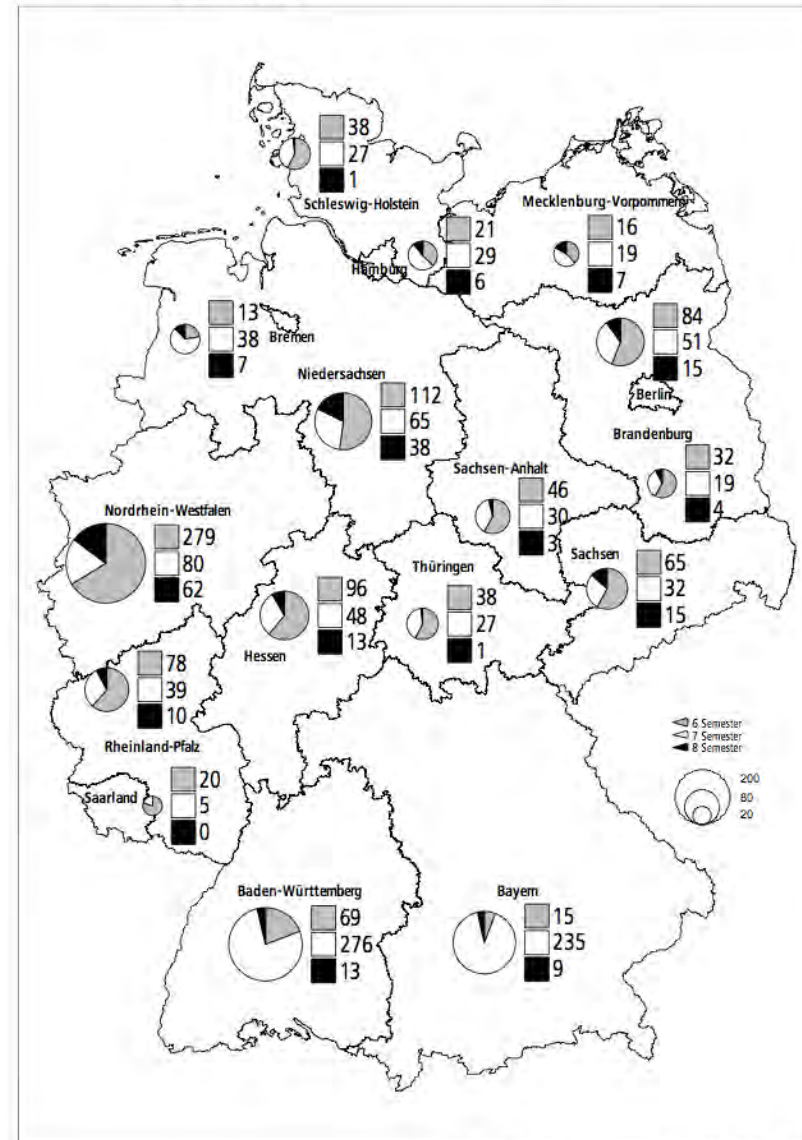 38
27
1
Schleswig-Holstein
Mecklenburg-Vorpommern
21
29
6
Hamburg
16
19
7
13
38
7
Bremen
84
51
15
Berlin
Niedersachsen
112
65
38
Brandenburg
32
19
4
Sachsen-Anhalt
46
30
3
Nordrhein-Westfalen
279
80
62
Sachsen
65
32
15
Thüringen
38
27
1
96
48
13
Hessen
78
39
10
Rheinland-Pfalz
6 Semester
7 Semester
8 Semester
200
80
20
Saarland
20
5
0
Baden-Württemberg
69
276
13
Bayern
15
235
9